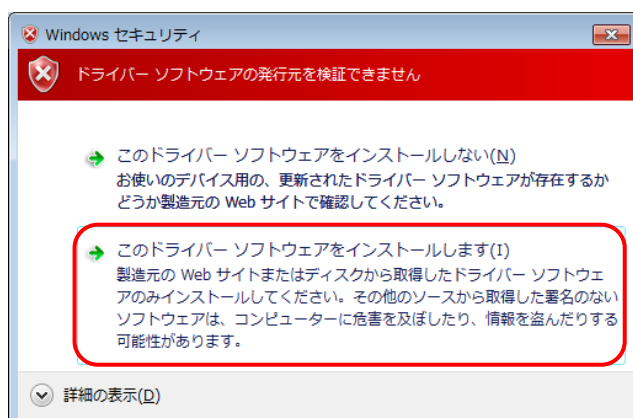 Windows セキュリティ
ドライバー ソフトウェアの発行元を検証できません
このドライバー ソフトウェアをインストールしない(N)
お使いのデバイス用の、更新されたドライバー ソフトウェアが存在するか
どうか製造元の Web サイトで確認してください。
このドライバー ソフトウェアをインストールします(I)
製造元の Web サイトまたはディスクから取得したドライバー ソフトウェ
アのみインストールしてください。その他のソースから取得した署名のない
ソフトウェアは、コンピューターに危害を及ぼしたり、情報を盗んだりする
可能性があります。
詳細の表示(D)